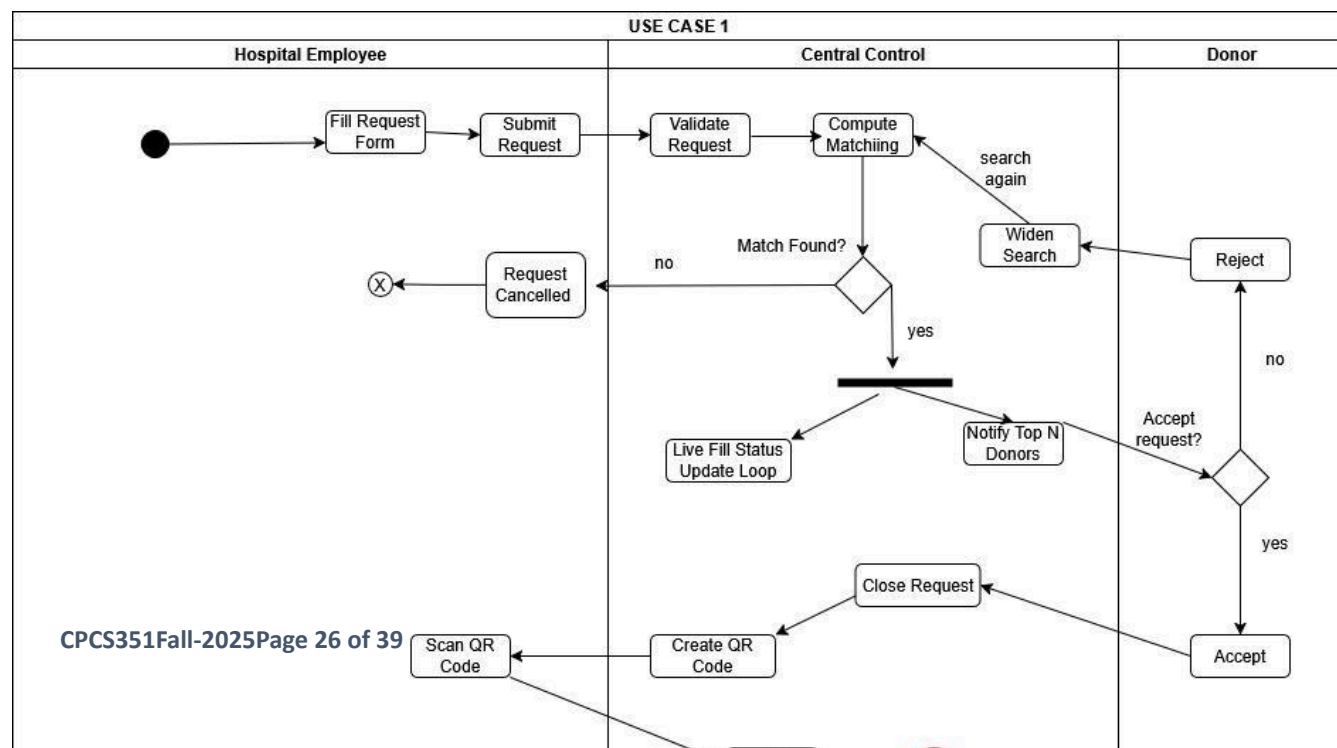 USE CASE 1
Hospital Employee
Central Control
Donor
Fill Request
Form
Submit
Request
Validate
Request
Compute
Matchiing
search
again
Widen
Search
Reject
Match Found?
no
Request
Cancelled
X
yes
no
Live Fill Status
Update Loop
Notify Top N
Donors
Accept
request?
yes
Close Request
CPCS351Fall-2025Page 26 of 39
Scan QR
Code
Create QR
Code
Accept